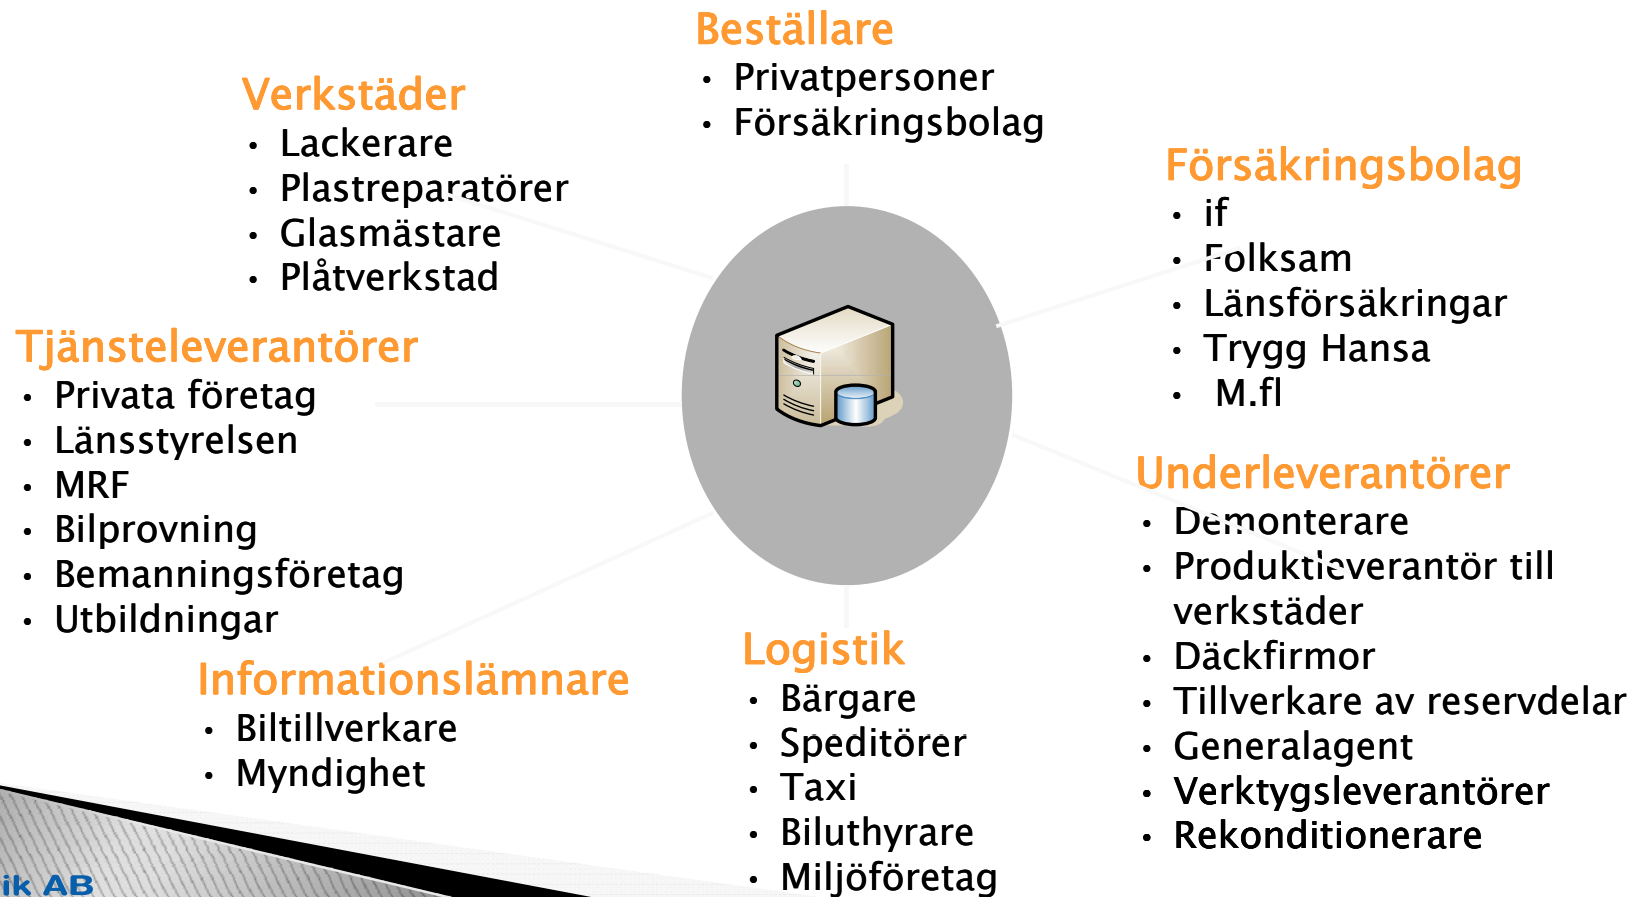 Beställare
• Privatpersoner
• Försäkringsbolag
Verkstäder
• Lackerare
• Plastreparatörer
• Glasmästare
• Plåtverkstad
Försäkringsbolag
• if
• Folksam
• Länsförsäkringar
• Trygg Hansa
• M.fl
Tjänsteleverantörer
• Privata företag
• Länsstyrelsen
• MRF
• Bilprovning
• Bemanningsföretag
• Utbildningar
Underleverantörer
• Demonterare
• Produktleverantör till
verkstäder
• Däckfirmor
• Tillverkare av reservdelar
• Generalagent
• Verktygsleverantörer
• Rekonditionerare
Informationslämnare
• Biltillverkare
• Myndighet
Logistik
• Bärgare
• Speditörer
• Taxi
• Biluthyrare
• Miljöföretag
ik AB